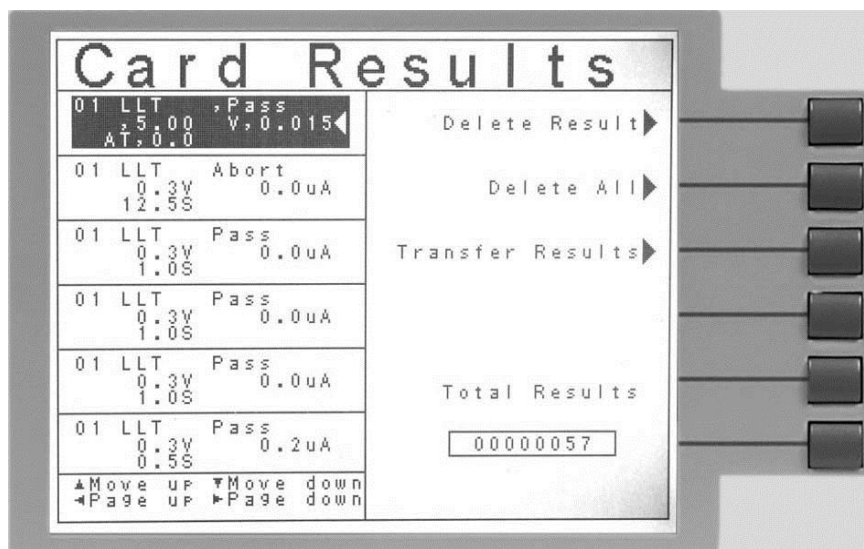 Card Results
01 LLT ,Pass
,5.00 V,0.015
AT,0.0
01 LLT Abort
0.3V 0.0uA
12.5S
01 LLT Pass
0.3V 0.0uA
1.0S
01 LLT Pass
0.3V 0.0uA
1.0S
01 LLT Pass
0.3V 0.0uA
1.0S
01 LLT Pass
0.3V 0.2uA
0.5S
▲Move up ▼Move down
◄Page up ►Page down
Delete Result
Delete All
Transfer Results
Total Results
00000057